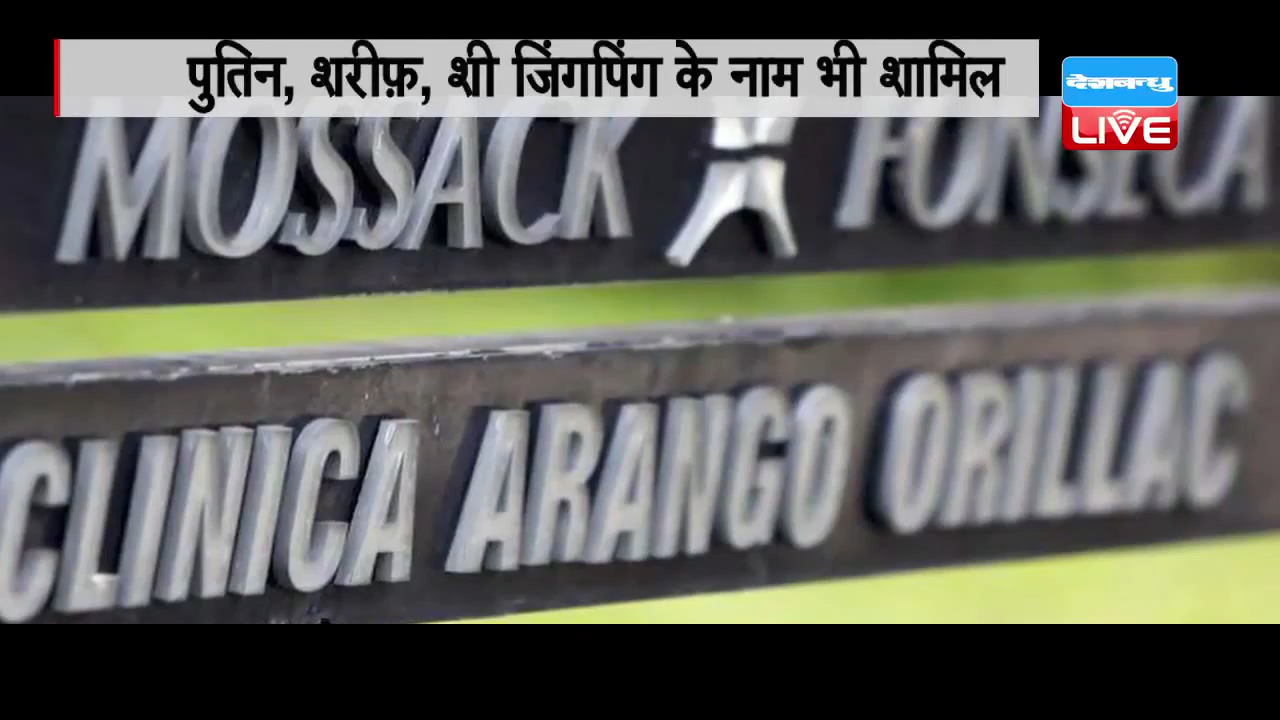 पुतिन, शरीफ़, शी जिंगपिंग के नाम भी शामिल
देशबन्धु
LIVE
MOSSACK FONSECA
CLINICA ARANGO ORILLAC